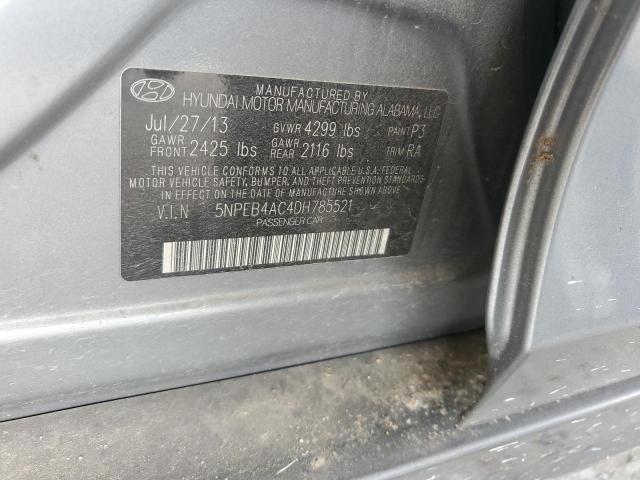 MANUFACTURED BY
HYUNDAI MOTOR MANUFACTURING ALABAMA, LLC
Jul/27/13 GVWR 4299 lbs PAINT P3
GAWR FRONT 2425 lbs GAWR REAR 2116 lbs TRIM RA
THIS VEHICLE CONFORMS TO ALL APPLICABLE U.S.A. FEDERAL
MOTOR VEHICLE SAFETY, BUMPER, AND THEFT PREVENTION STANDARDS
IN EFFECT ON THE DATE OF MANUFACTURE SHOWN ABOVE.
V.I.N 5NPEB4AC4DH785521
PASSENGER CAR